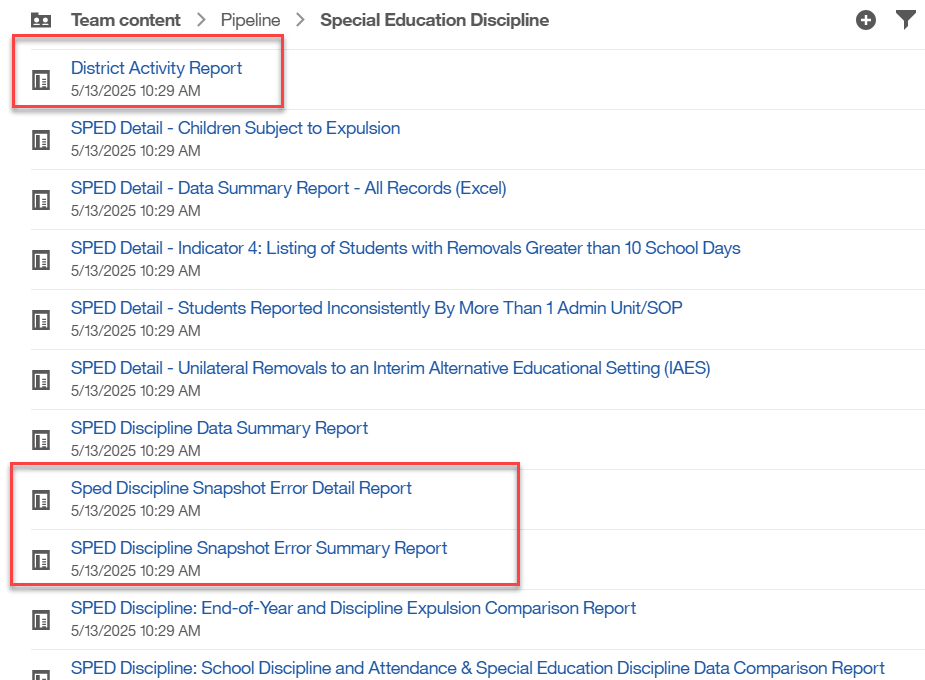 Team content > Pipeline > Special Education Discipline
District Activity Report
5/13/2025 10:29 AM
SPED Detail - Children Subject to Expulsion
5/13/2025 10:29 AM
SPED Detail - Data Summary Report - All Records (Excel)
5/13/2025 10:29 AM
SPED Detail - Indicator 4: Listing of Students with Removals Greater than 10 School Days
5/13/2025 10:29 AM
SPED Detail - Students Reported Inconsistently By More Than 1 Admin Unit/SOP
5/13/2025 10:29 AM
SPED Detail - Unilateral Removals to an Interim Alternative Educational Setting (IAES)
5/13/2025 10:29 AM
SPED Discipline Data Summary Report
5/13/2025 10:29 AM
Sped Discipline Snapshot Error Detail Report
5/13/2025 10:29 AM
SPED Discipline Snapshot Error Summary Report
5/13/2025 10:29 AM
SPED Discipline: End-of-Year and Discipline Expulsion Comparison Report
5/13/2025 10:29 AM
SPED Discipline: School Discipline and Attendance & Special Education Discipline Data Comparison Report